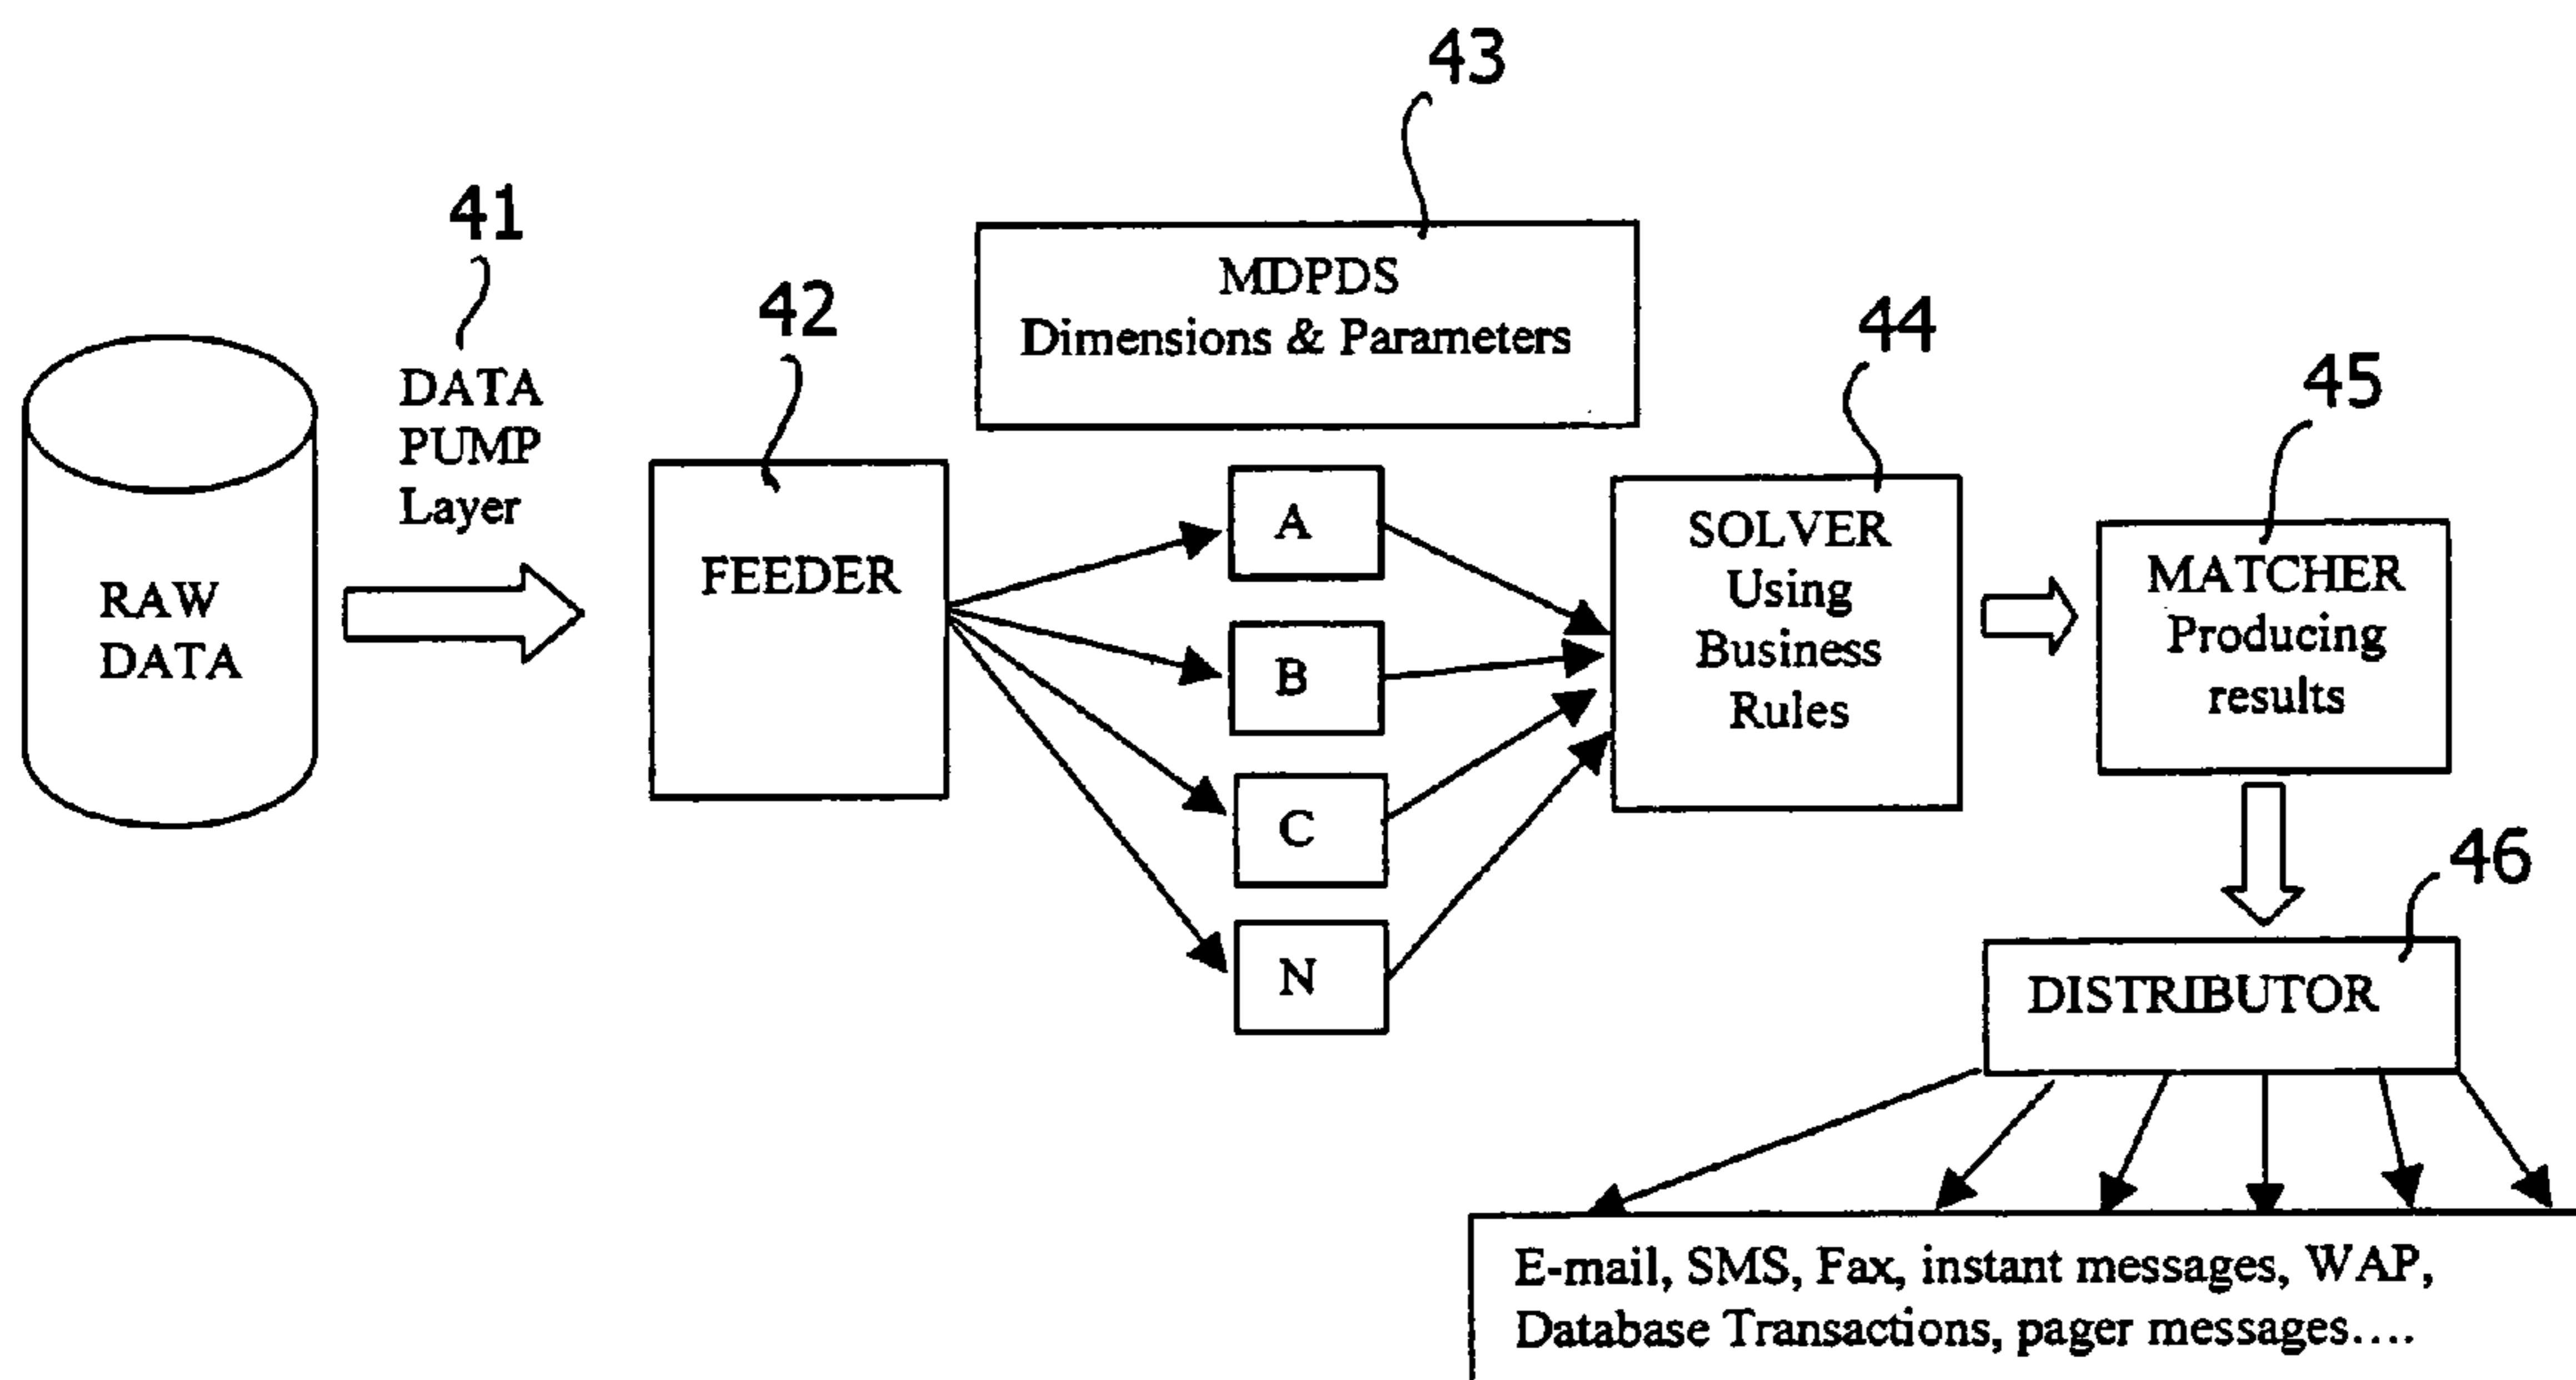 41
DATA
PUMP
Layer
RAW
DATA
42
FEEDER
43
MDPDS
Dimensions & Parameters
A
B
C
N
44
SOLVER
Using
Business
Rules
45
MATCHER
Producing
results
46
DISTRIBUTOR
E-mail, SMS, Fax, instant messages, WAP,
Database Transactions, pager messages....